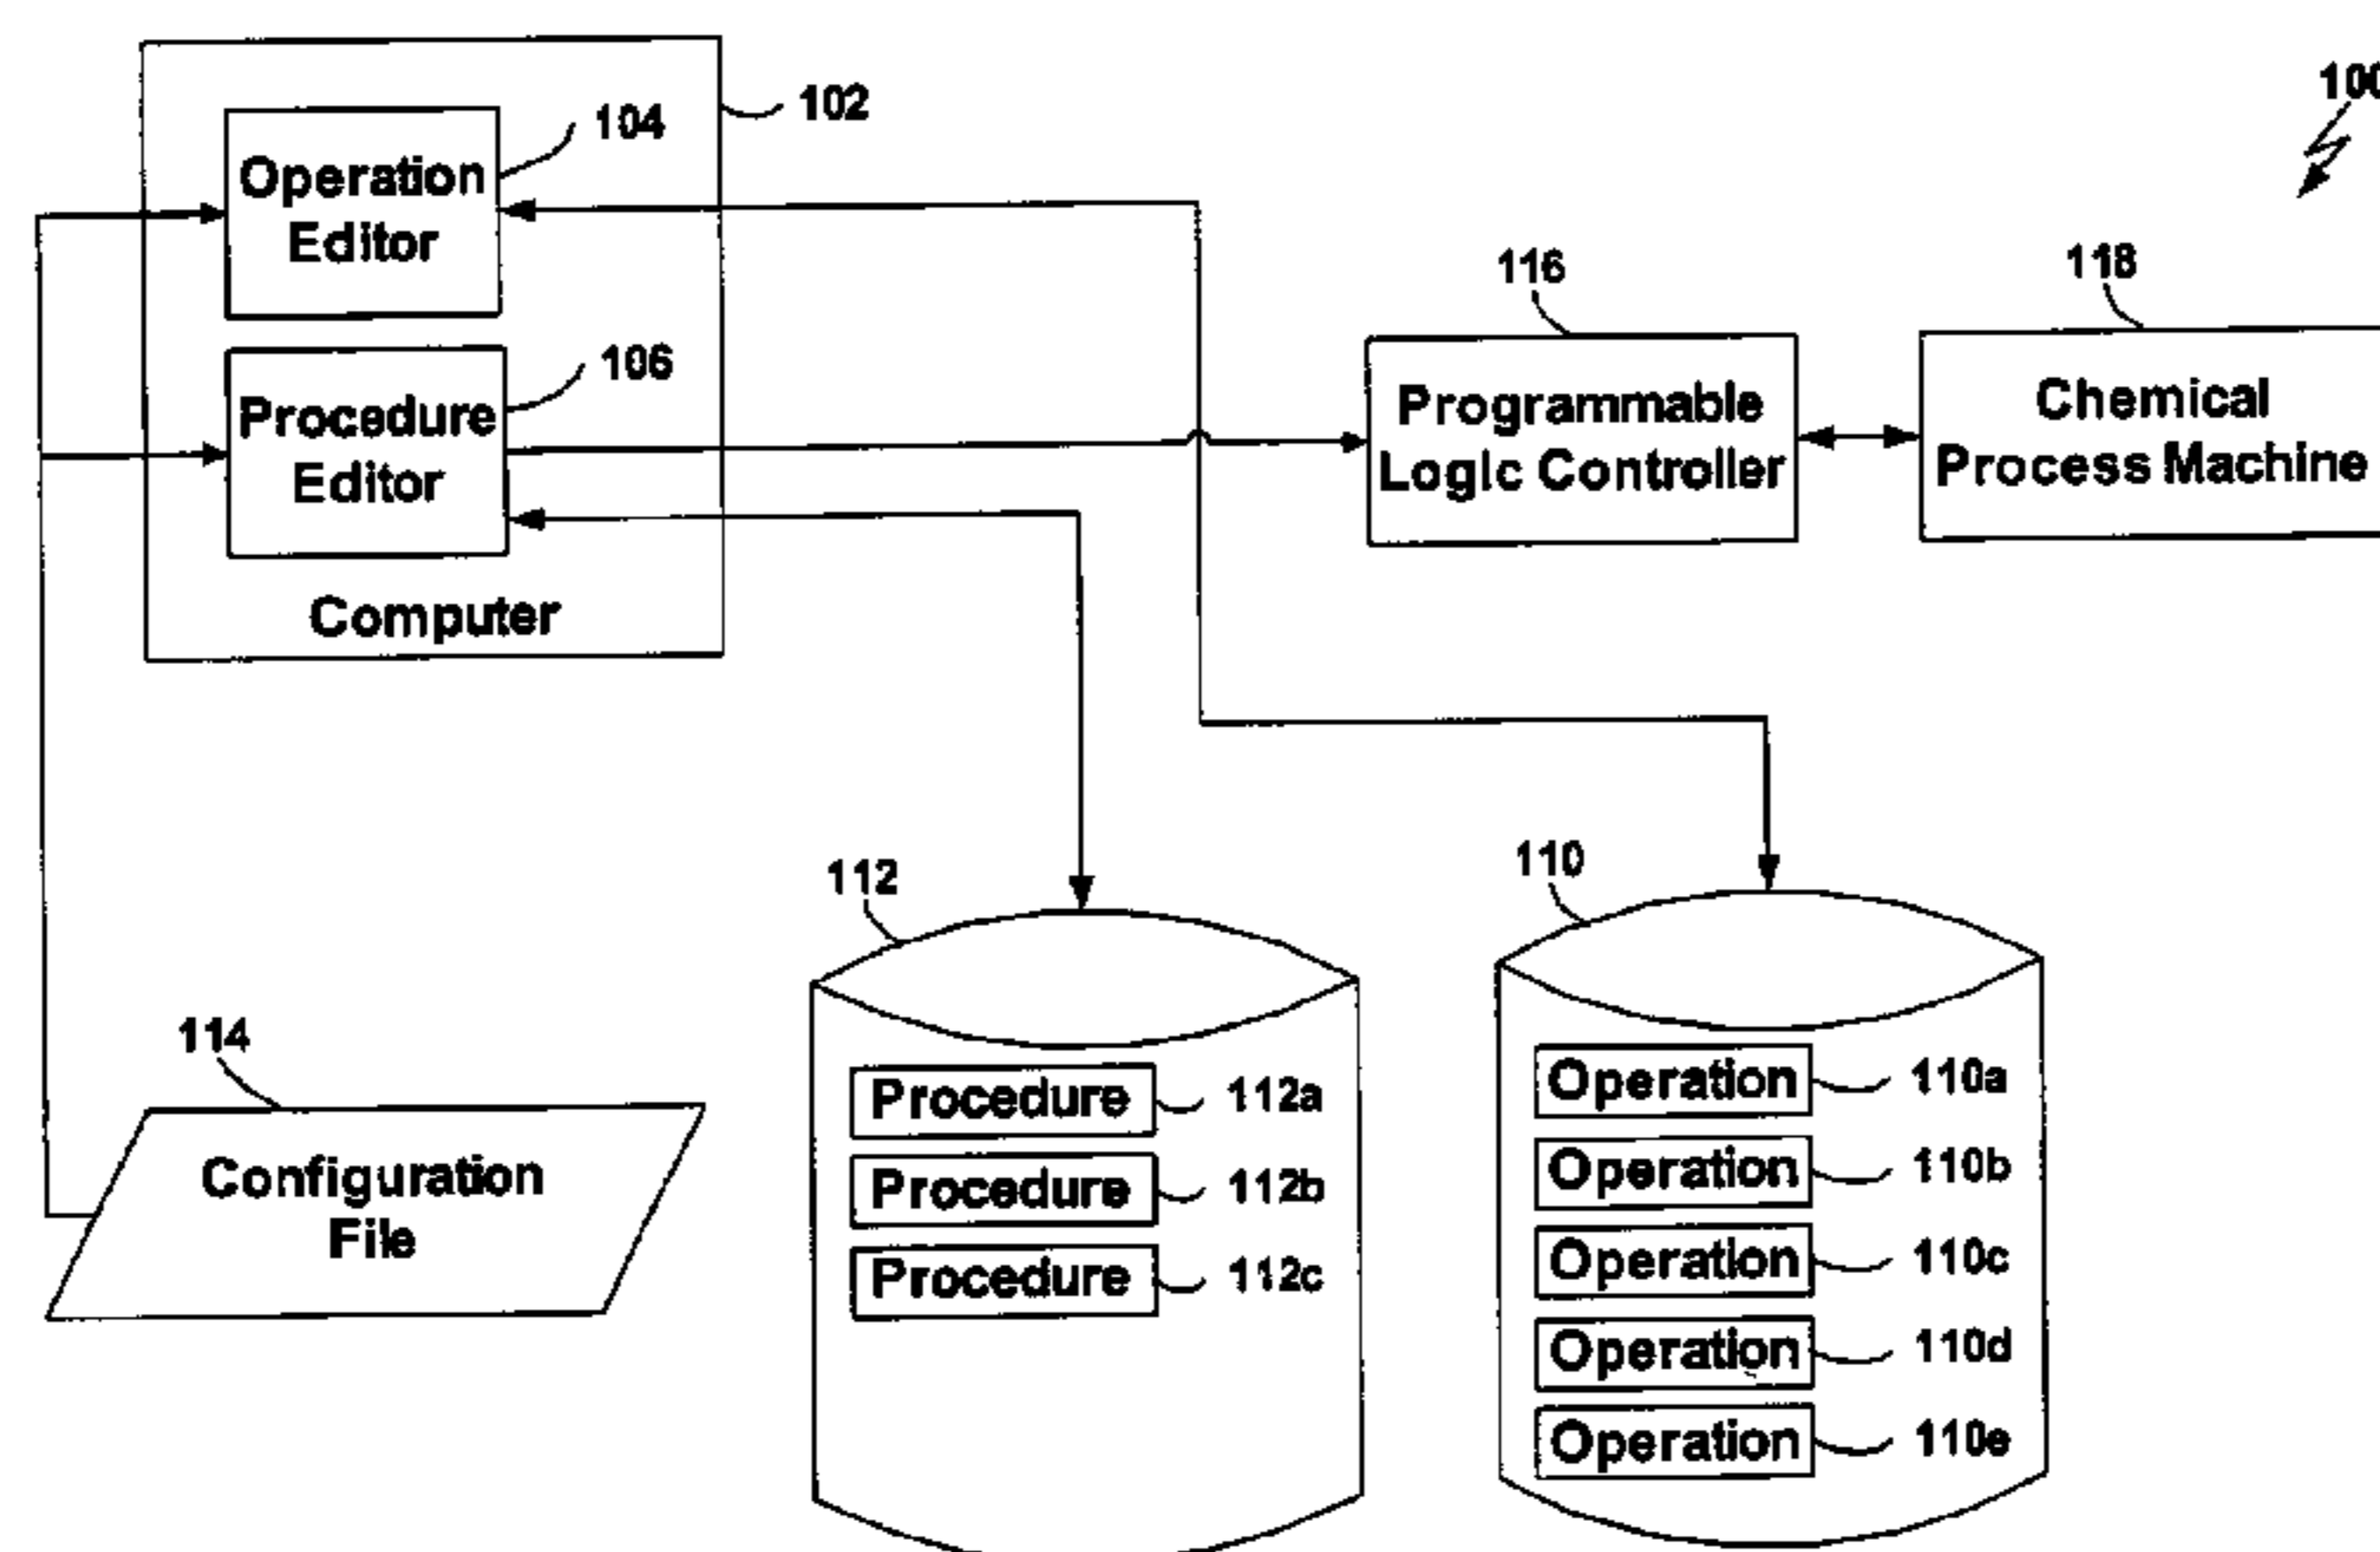 100
102
104
Operation
Editor
106
Procedure
Editor
Computer
116
Programmable
Logic Controller
118
Chemical
Process Machine
114
Configuration
File
112
Procedure 112a
Procedure 112b
Procedure 112c
110
Operation 110a
Operation 110b
Operation 110c
Operation 110d
Operation 110e